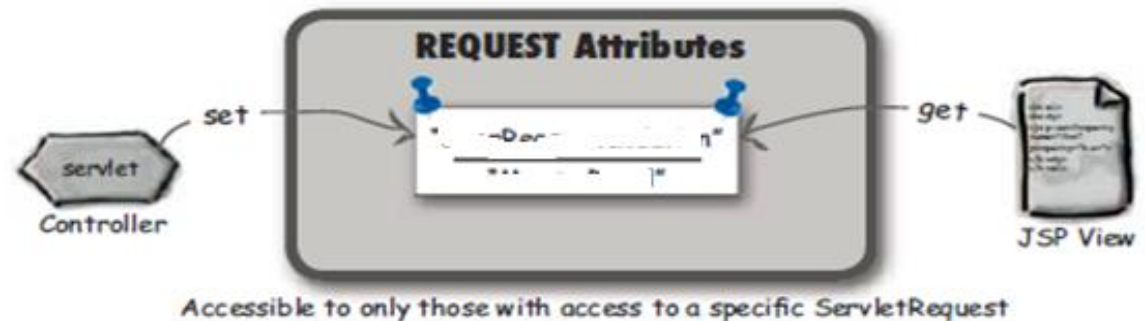 REQUEST Attributes
set
get
servlet
Controller
JSP View
Accessible to only those with access to a specific ServletRequest